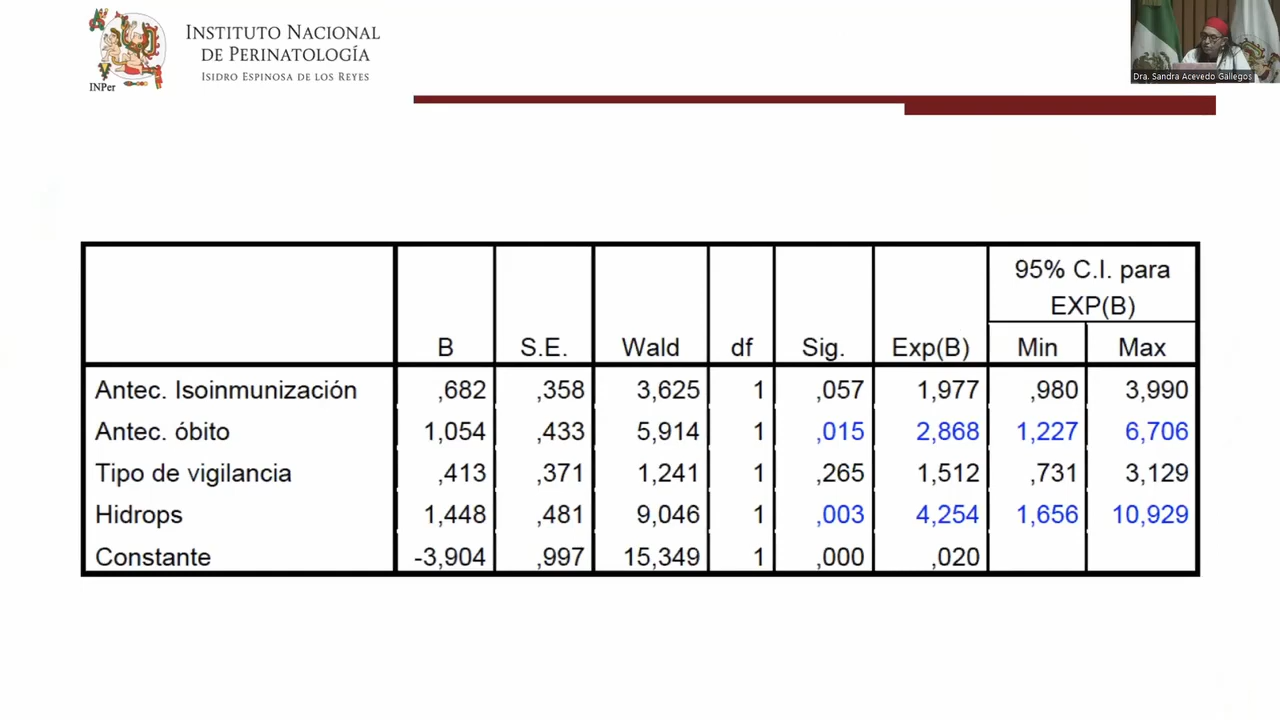 INSTITUTO NACIONAL
DE PERINATOLOGÍA
ISIDRO ESPINOSA DE LOS REYES
INPer
Dra. Sandra Acevedo Gallegos
95% C.I. para
EXP(B)
B S.E. Wald df Sig. Exp(B) Min Max
Antec. Isoinmunización ,682 ,358 3,625 1 ,057 1,977 ,980 3,990
Antec. óbito 1,054 ,433 5,914 1 ,015 2,868 1,227 6,706
Tipo de vigilancia ,413 ,371 1,241 1 ,265 1,512 ,731 3,129
Hidrops 1,448 ,481 9,046 1 ,003 4,254 1,656 10,929
Constante -3,904 ,997 15,349 1 ,000 ,020